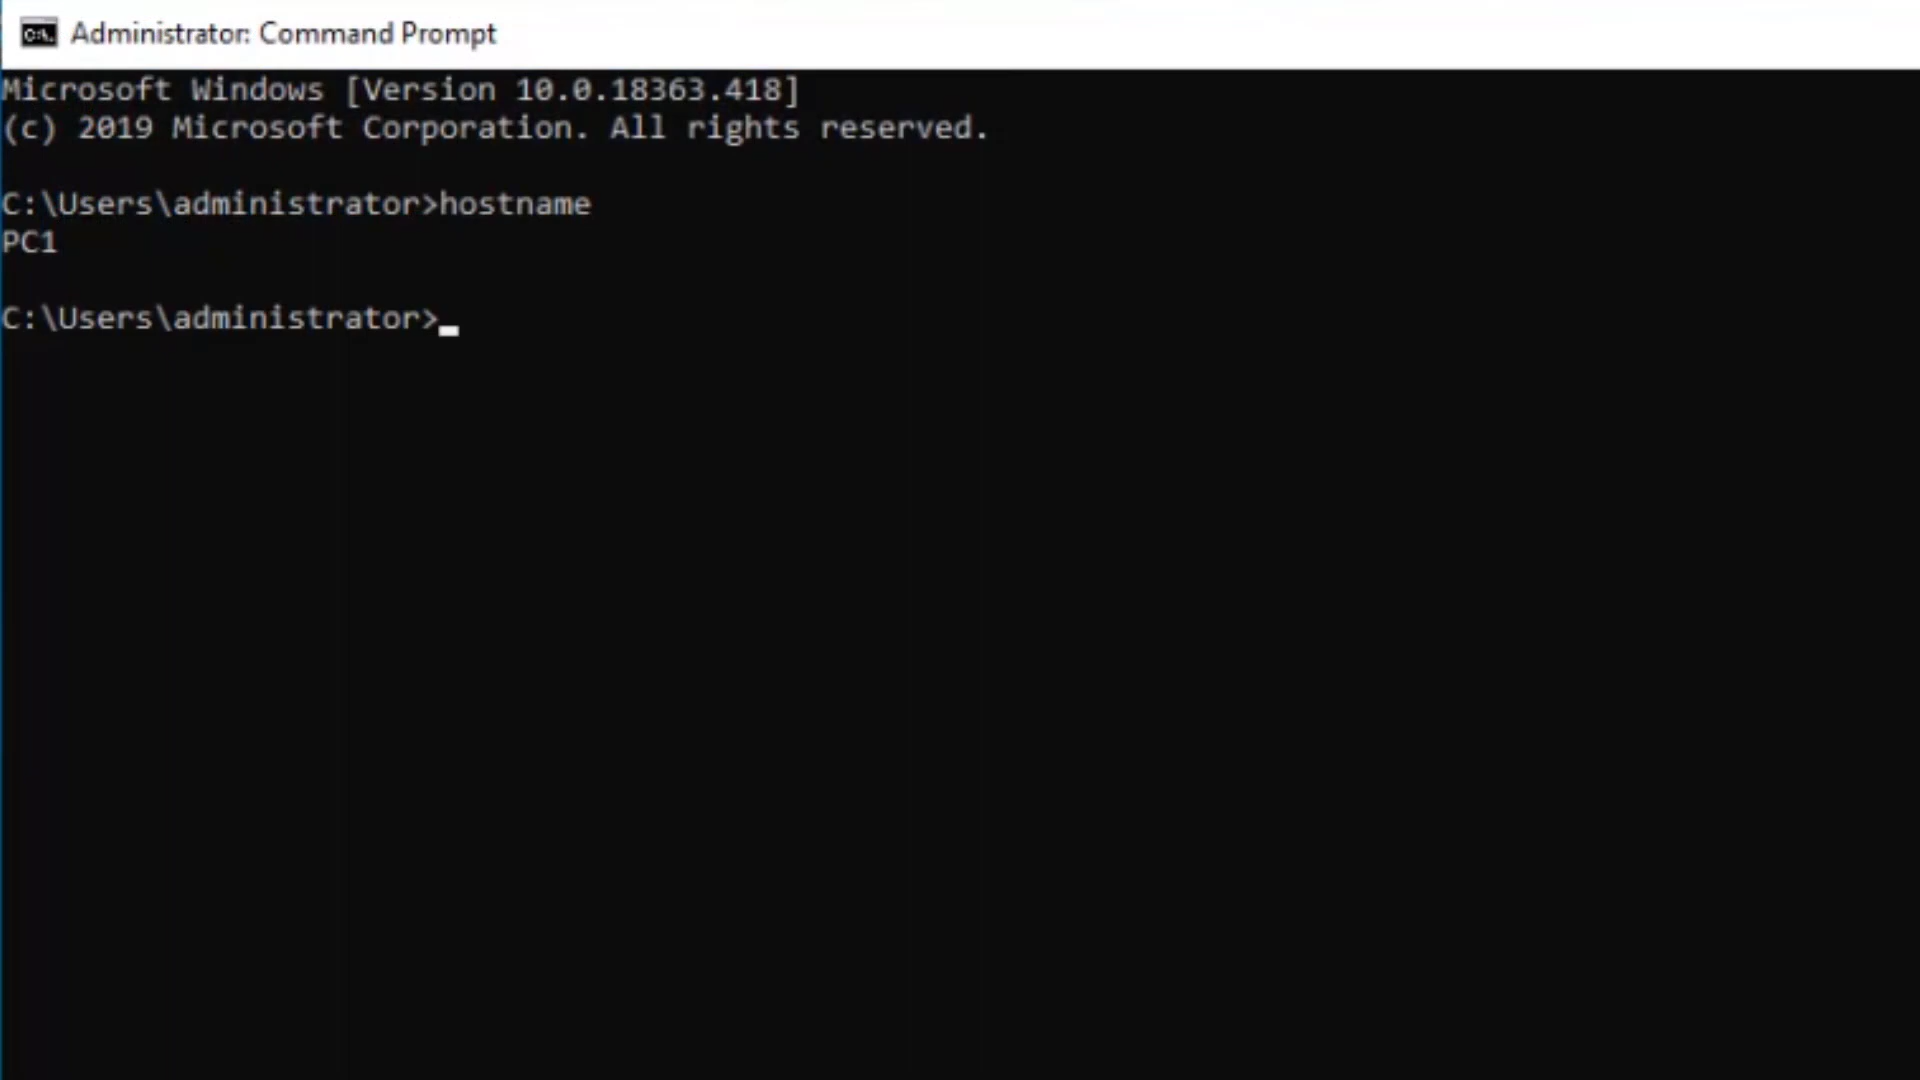 Administrator: Command Prompt
Microsoft Windows [Version 10.0.18363.418]
(c) 2019 Microsoft Corporation. All rights reserved.
C:\Users\administrator>hostname
PC1
C:\Users\administrator>